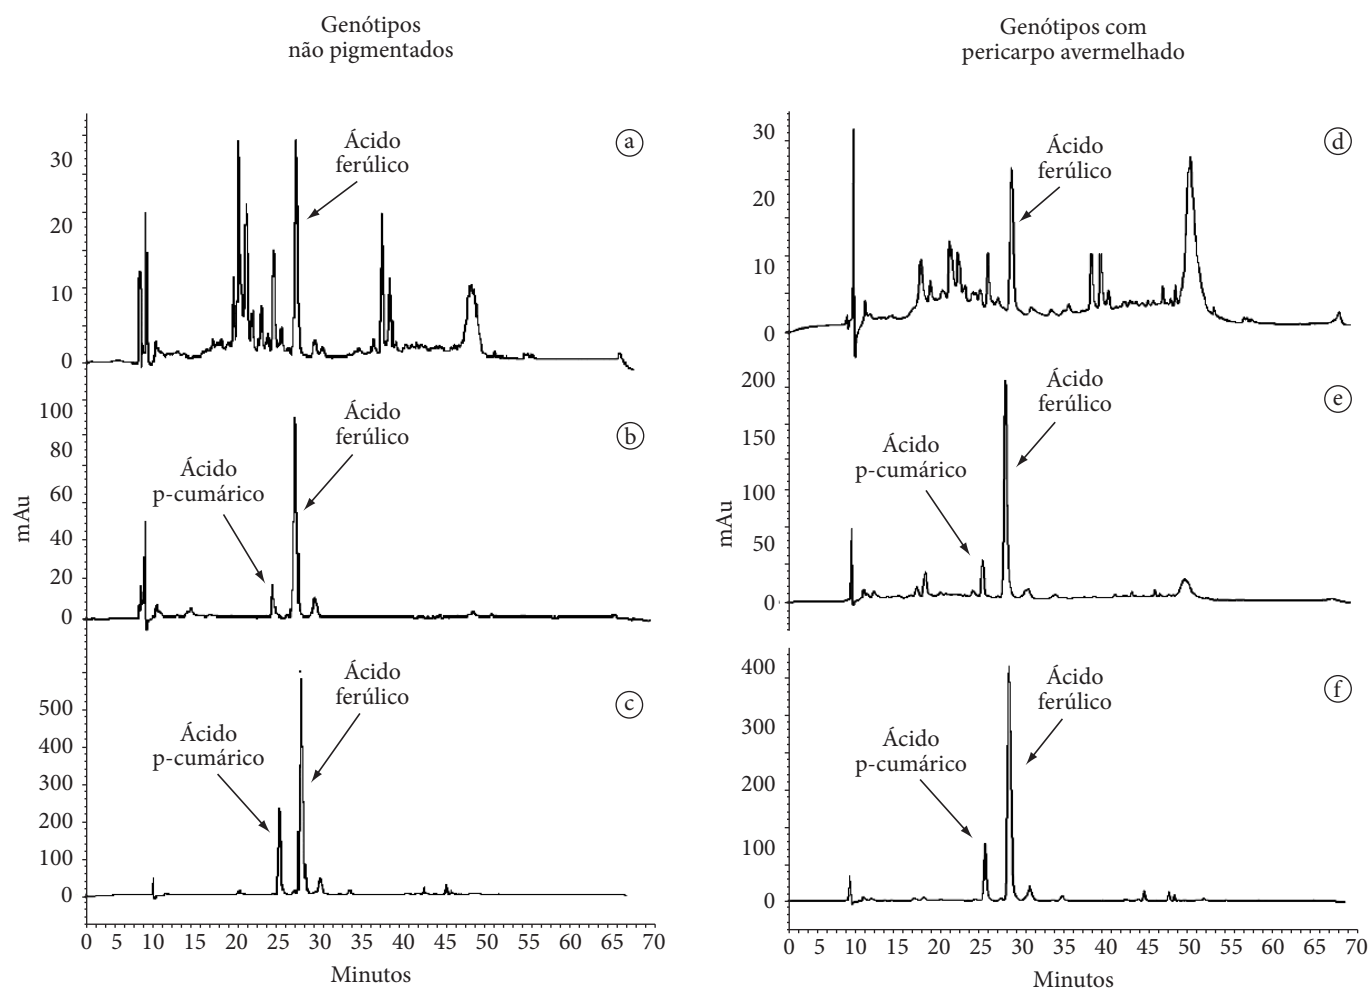 Genótipos
não pigmentados
Genótipos com
pericarpo avermelhado
mAu
30
20
10
0
Ácido
ferúlico
a
100
80
60
40
20
0
Ácido
p-cumárico
Ácido
ferúlico
b
500
400
300
200
100
0
Ácido
p-cumárico
Ácido
ferúlico
c
0 5 10 20 25 30 35 40 45 50 55 60 65 70
Minutos
mAu
30
20
10
0
Ácido
ferúlico
d
200
150
100
50
0
Ácido
p-cumárico
Ácido
ferúlico
e
400
300
200
100
0
Ácido
p-cumárico
Ácido
ferúlico
f
0 5 10 15 20 25 30 35 40 45 50 55 65 70
Minutos